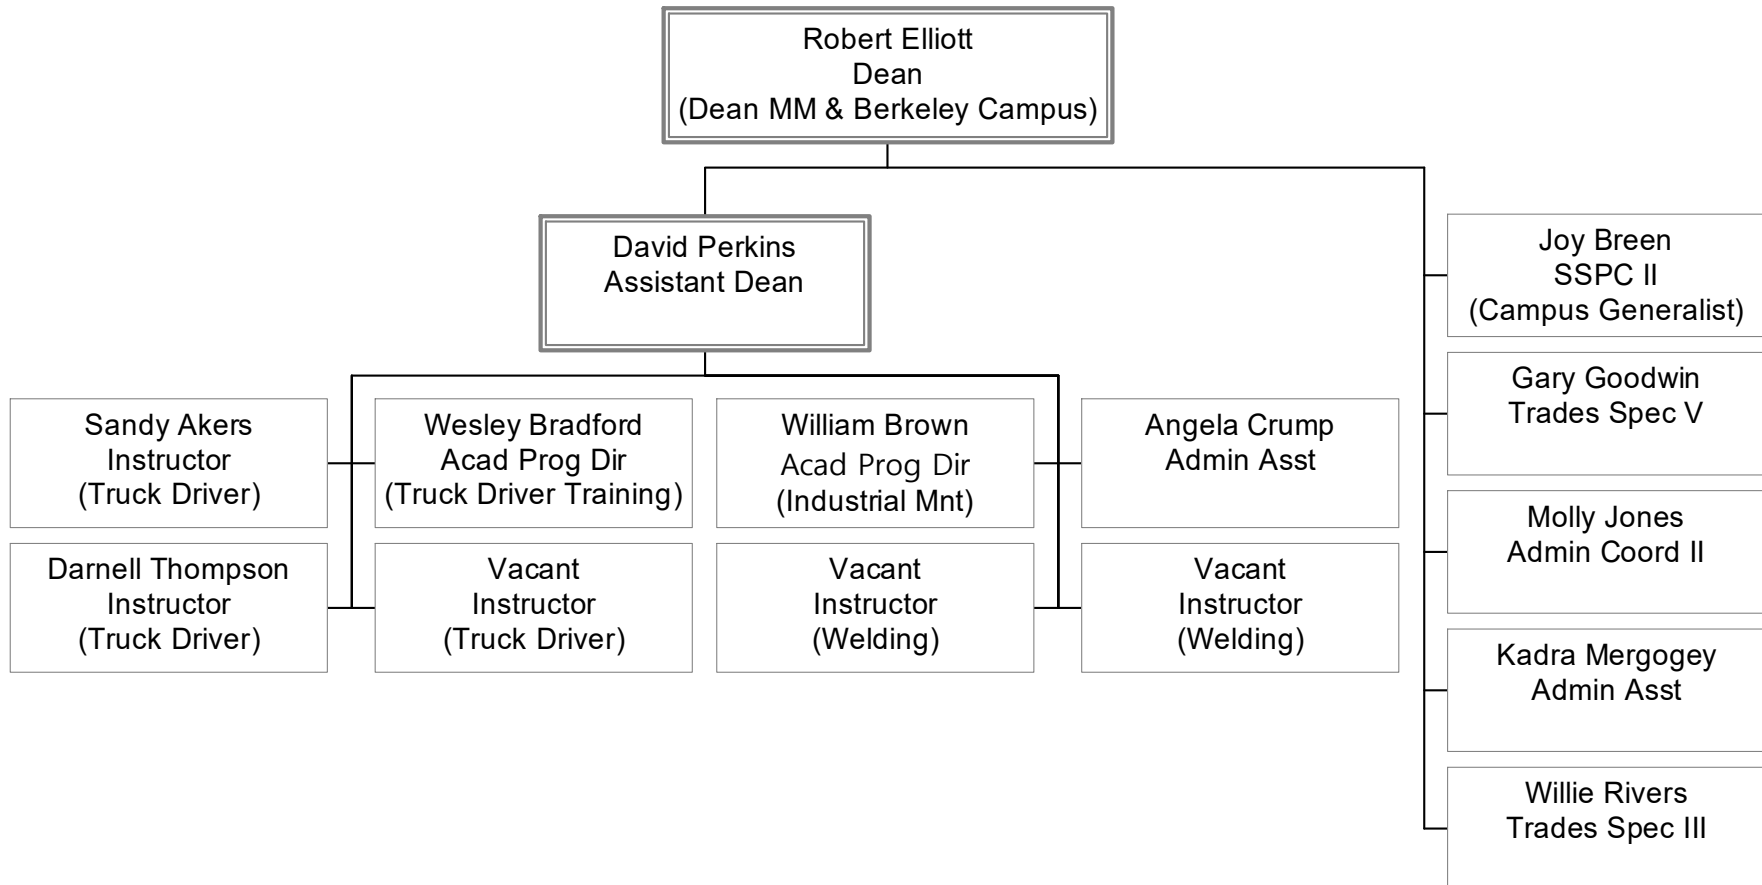 Robert Elliott
Dean
(Dean MM & Berkeley Campus)
David Perkins
Assistant Dean
Joy Breen
SSPC II
(Campus Generalist)
Gary Goodwin
Trades Spec V
Molly Jones
Admin Coord II
Kadra Mergogey
Admin Asst
Willie Rivers
Trades Spec III
Sandy Akers
Instructor
(Truck Driver)
Wesley Bradford
Acad Prog Dir
(Truck Driver Training)
William Brown
Acad Prog Dir
(Industrial Mnt)
Angela Crump
Admin Asst
Darnell Thompson
Instructor
(Truck Driver)
Vacant
Instructor
(Truck Driver)
Vacant
Instructor
(Welding)
Vacant
Instructor
(Welding)